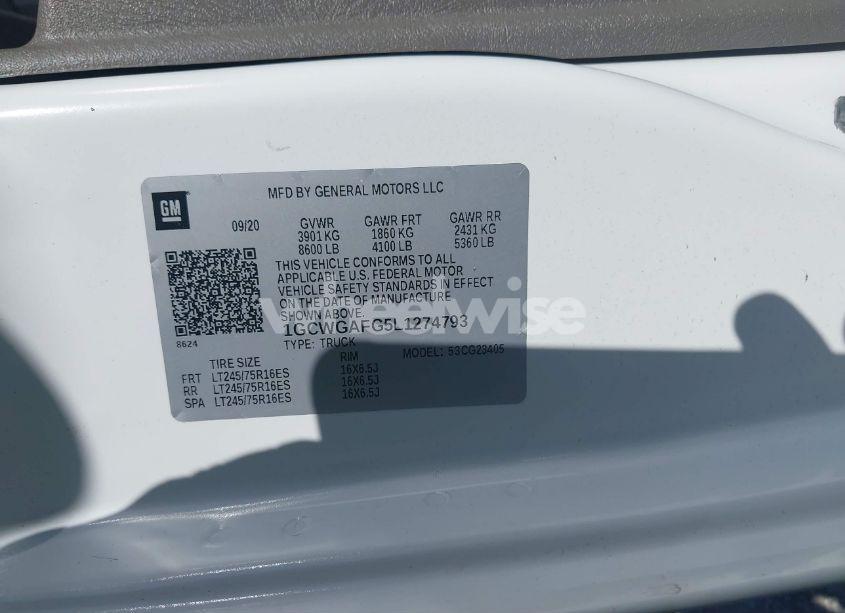 MFD BY GENERAL MOTORS LLC
GM
09/20 GVWR GAWR FRT GAWR RR
3901 KG 1860 KG 2431 KG
8600 LB 4100 LB 5360 LB
THIS VEHICLE CONFORMS TO ALL
APPLICABLE U.S. FEDERAL MOTOR
VEHICLE SAFETY STANDARDS IN EFFECT
ON THE DATE OF MANUFACTURE
SHOWN ABOVE.
1GCWGAFG5L1274793
8624 TYPE: TRUCK MODEL: 53CG23405
TIRE SIZE RIM
FRT LT245/75R16ES 16X6.5J
RR LT245/75R16ES 16X6.5J
SPA LT245/75R16ES 16X6.5J